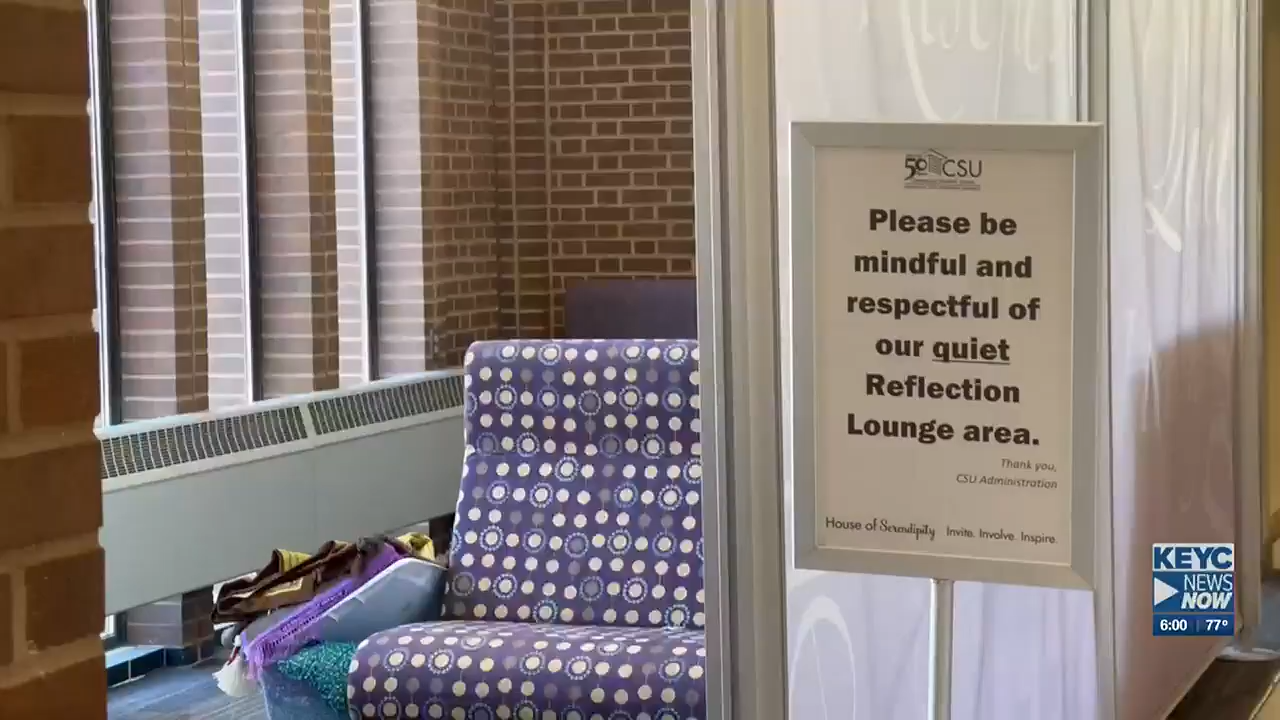 50 CSU
Please be
mindful and
respectful of
our quiet
Reflection
Lounge area.
Thank you,
CSU Administration
House of Serendipity Invite. Involve. Inspire.
KEYC
NEWS
NOW
6:00 77°